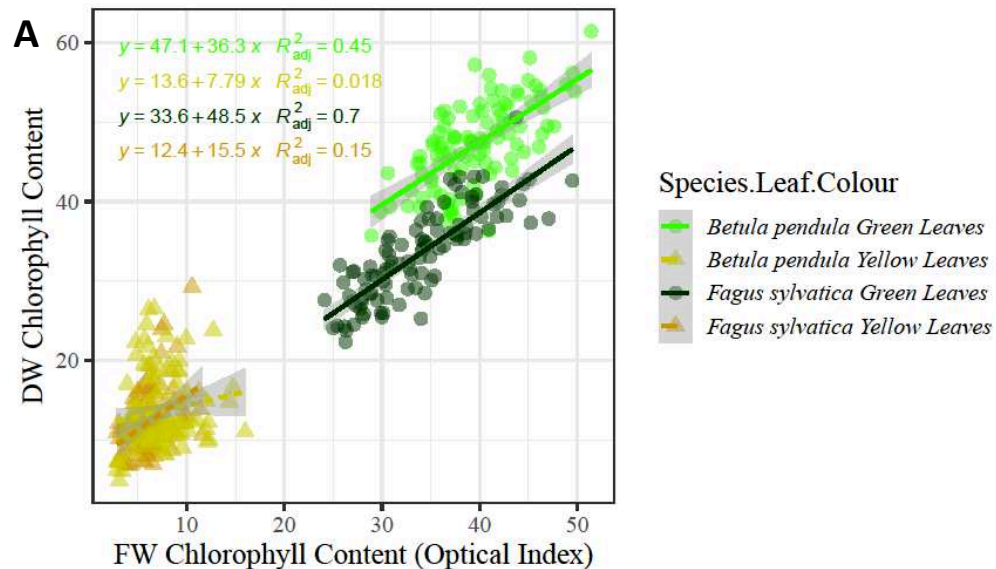 A
y = 47.1+36.3 x R²adj = 0.45
y = 13.6+7.79 x R²adj = 0.018
y = 33.6+48.5 x R²adj = 0.7
y = 12.4+15.5 x R²adj = 0.15
60
40
20
DW Chlorophyll Content
10 20 30 40 50
FW Chlorophyll Content (Optical Index)
Species.Leaf.Colour
Betula pendula Green Leaves
Betula pendula Yellow Leaves
Fagus sylvatica Green Leaves
Fagus sylvatica Yellow Leaves